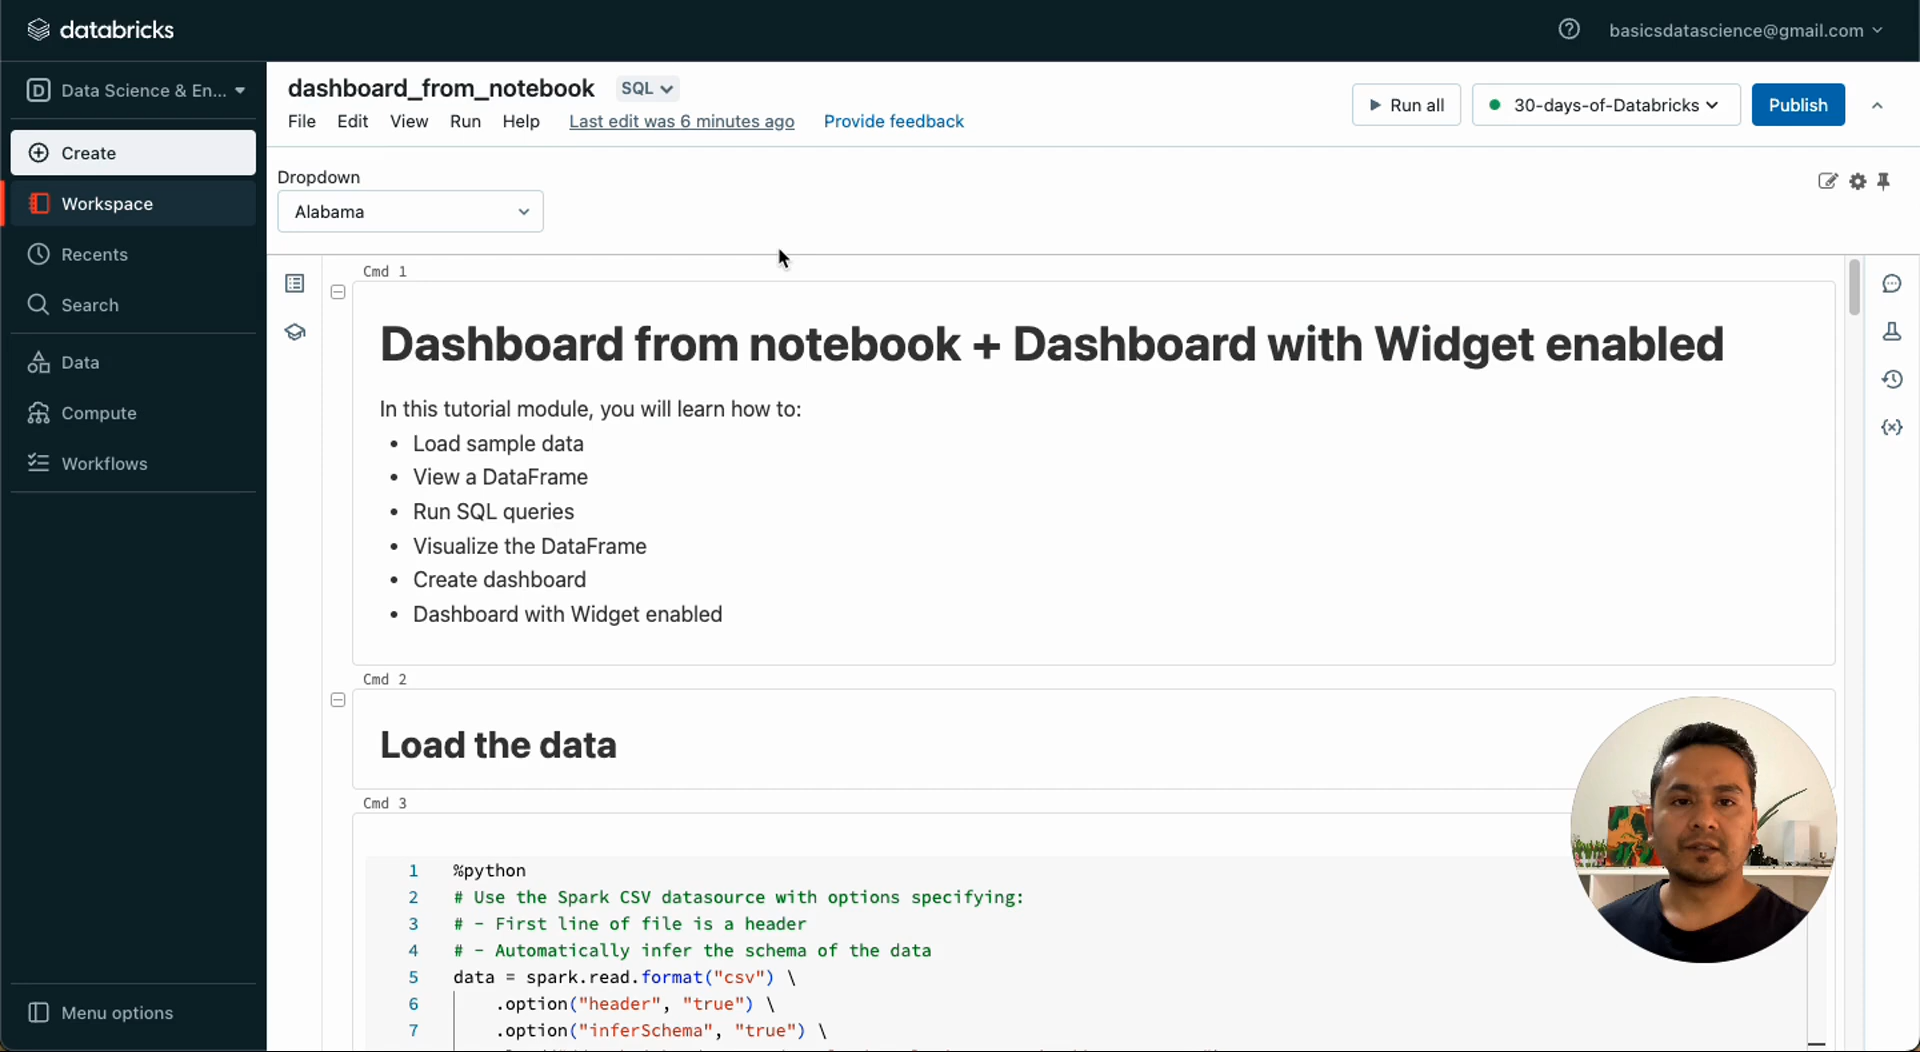 databricks
basicsdatascience@gmail.com
Data Science & En...
dashboard_from_notebook
SQL
File Edit View Run Help Last edit was 6 minutes ago Provide feedback
Run all
30-days-of-Databricks
Publish
Create
Workspace
Recents
Search
Data
Compute
Workflows
Menu options
Dropdown
Alabama
Cmd 1
Dashboard from notebook + Dashboard with Widget enabled
In this tutorial module, you will learn how to:
• Load sample data
• View a DataFrame
• Run SQL queries
• Visualize the DataFrame
• Create dashboard
• Dashboard with Widget enabled
Cmd 2
Load the data
Cmd 3
1 %python
2 # Use the Spark CSV datasource with options specifying:
3 # - First line of file is a header
4 # - Automatically infer the schema of the data
5 data = spark.read.format("csv") \
6 .option("header", "true") \
7 .option("inferSchema", "true") \